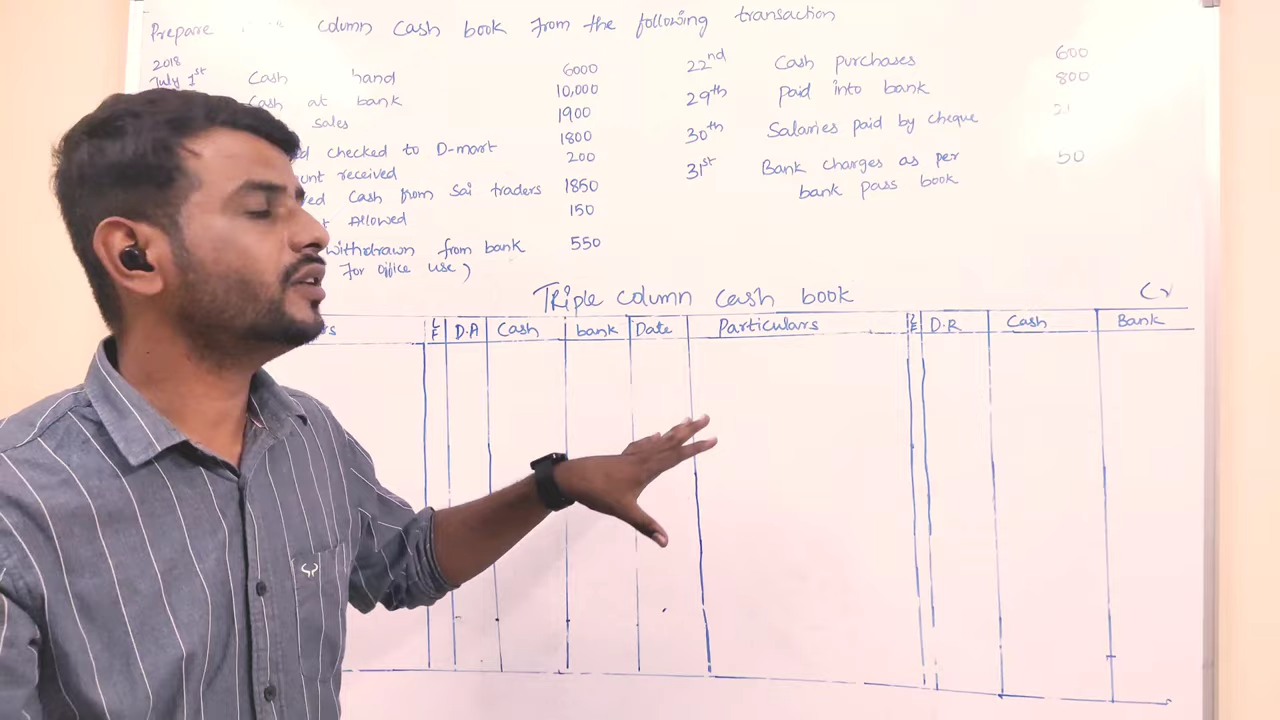 Prepare column cash book from the following transaction
2018
July 1st Cash hand 6000
Cash at bank 10,000
sales 1900
checked to D-mart 1800
received 200
Cash from Sai traders 1850
Allowed 150
withdrawn from bank 550
For office use)
22nd Cash purchases 600
29th Paid into bank 800
30th Salaries paid by cheque
31st Bank charges as per 50
bank pass book
Triple column cash book
D.A Cash bank Date Particulars D.R Cash Bank